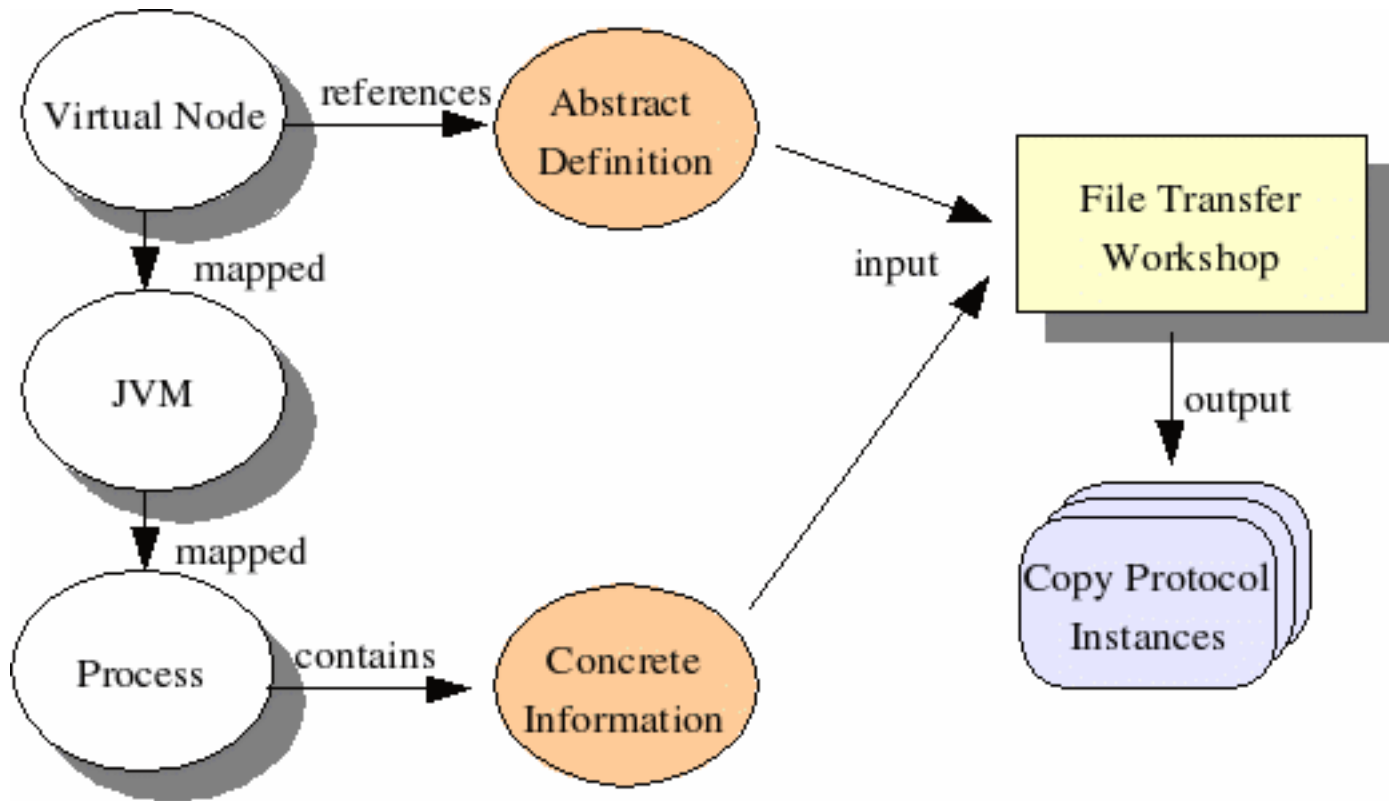 Virtual Node
references
Abstract
Definition
File Transfer
Workshop
mapped
input
JVM
output
mapped
Copy Protocol
Instances
Process
contains
Concrete
Information